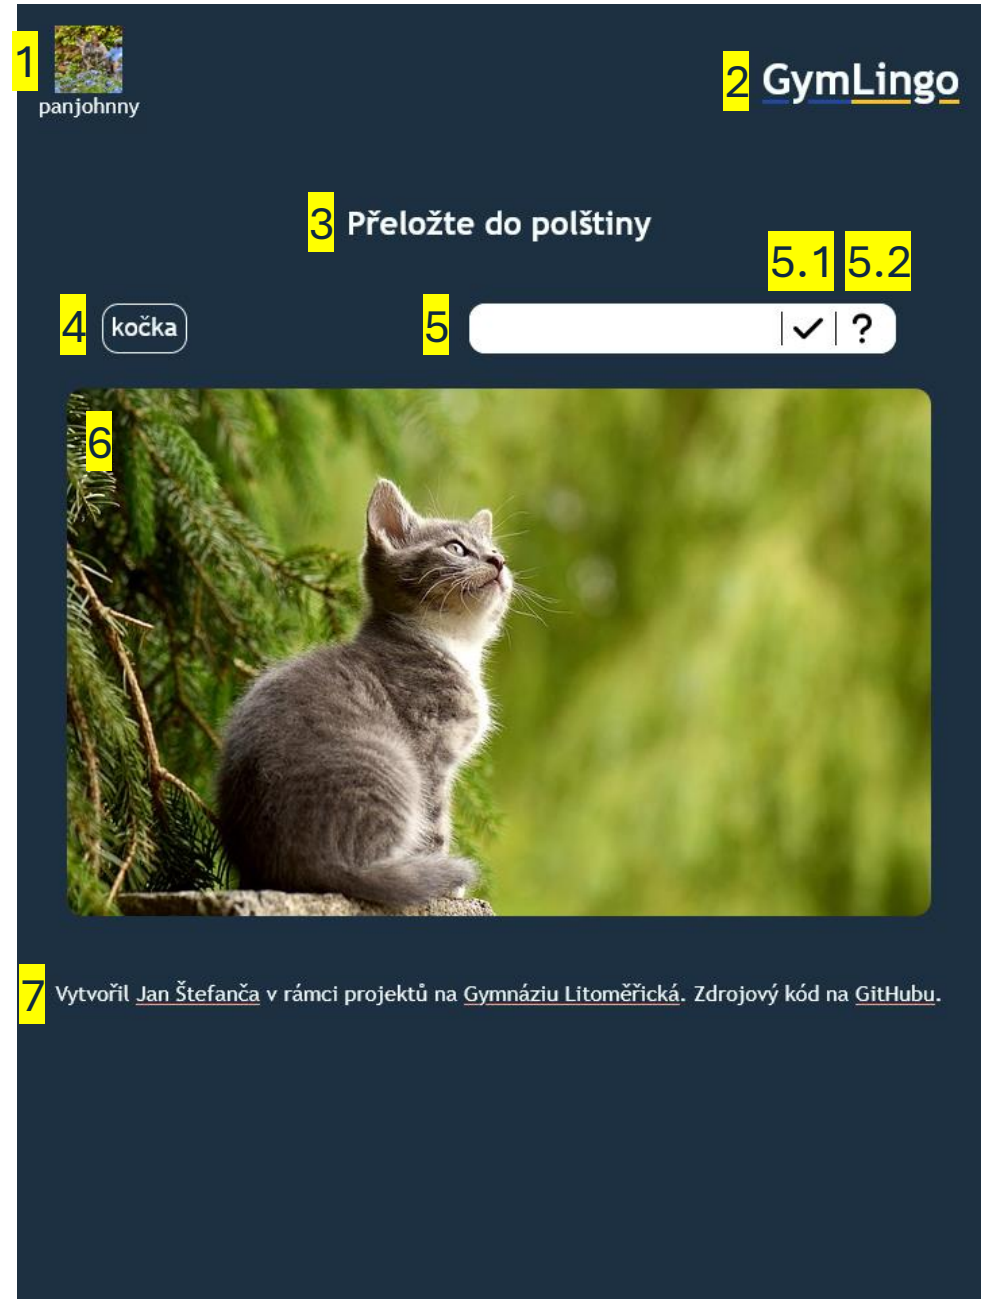 1
panjohnny
2 GymLingo
3 Přeložte do polštiny
5.1 5.2
4 kočka 5 ?
6
7 Vytvořil Jan Štefanča v rámci projektů na Gymnáziu Litoměřická. Zdrojový kód na GitHubu.